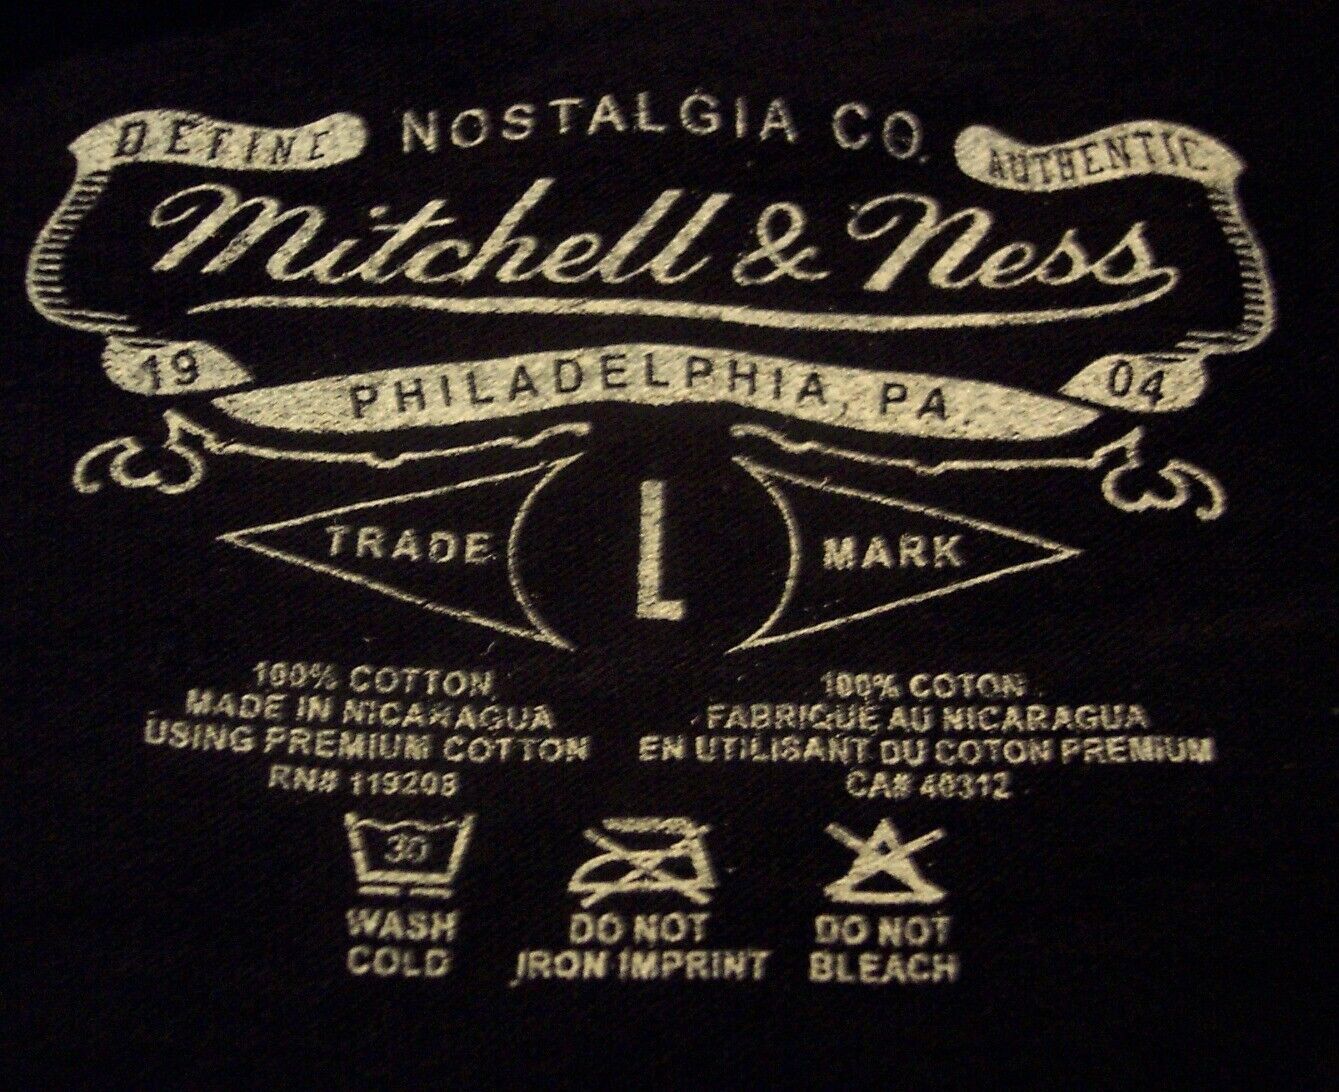 DEFINE NOSTALGIA CO. AUTHENTIC
Mitchell & Ness
19 PHILADELPHIA, PA 04
TRADE L MARK
100% COTTON
MADE IN NICARAGUA
USING PREMIUM COTTON
RN# 119208
100% COTON
FABRIQUE AU NICARAGUA
EN UTILISANT DU COTON PREMIUM
CA# 40312
30
WASH
COLD
DO NOT
IRON IMPRINT
DO NOT
BLEACH